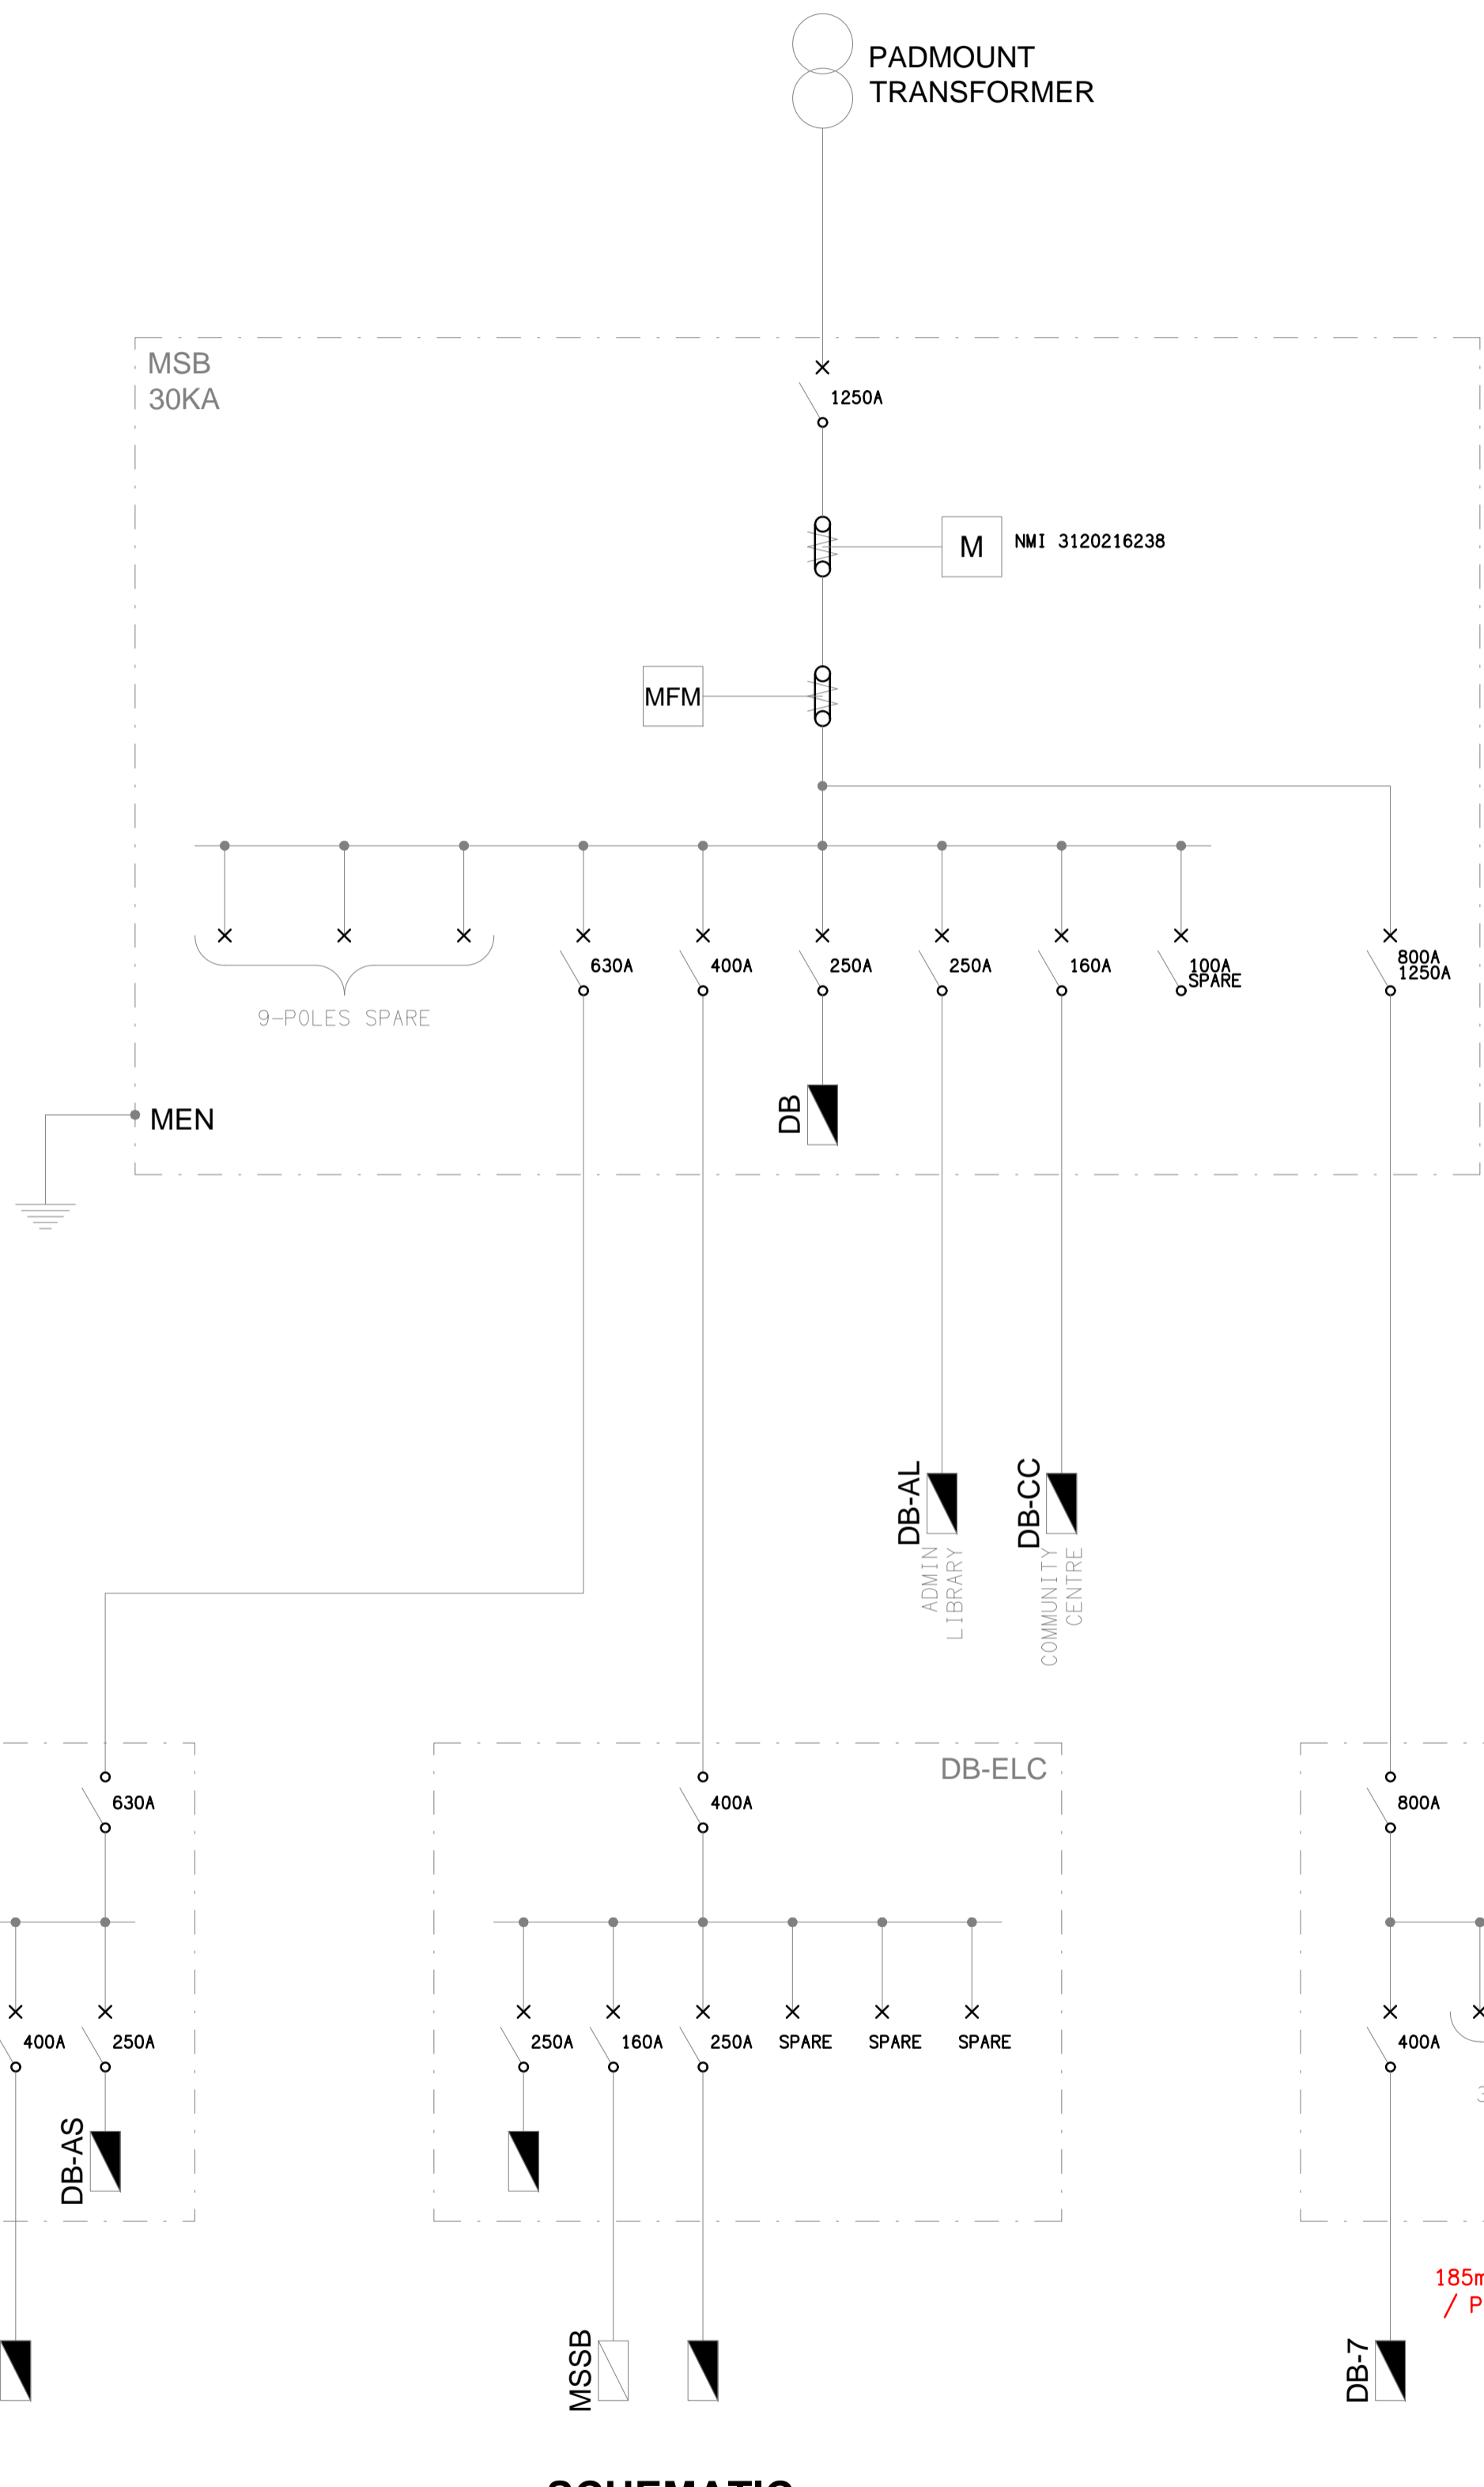 PADMOUNT
TRANSFORMER
MSB
30KA
1250A
M
NMI 3120216238
MFM
630A
400A
250A
250A
160A
100A
SPARE
800A
1250A
9-POLES SPARE
MEN
DB
DB-AL
ADMIN
LIBRARY
DB-CC
COMMUNITY
CENTRE
DB-ELC
630A
400A
800A
400A
250A
250A
160A
250A
SPARE
SPARE
SPARE
400A
DB-AS
/ P
MSSB
DB-7
SCHEMATIC